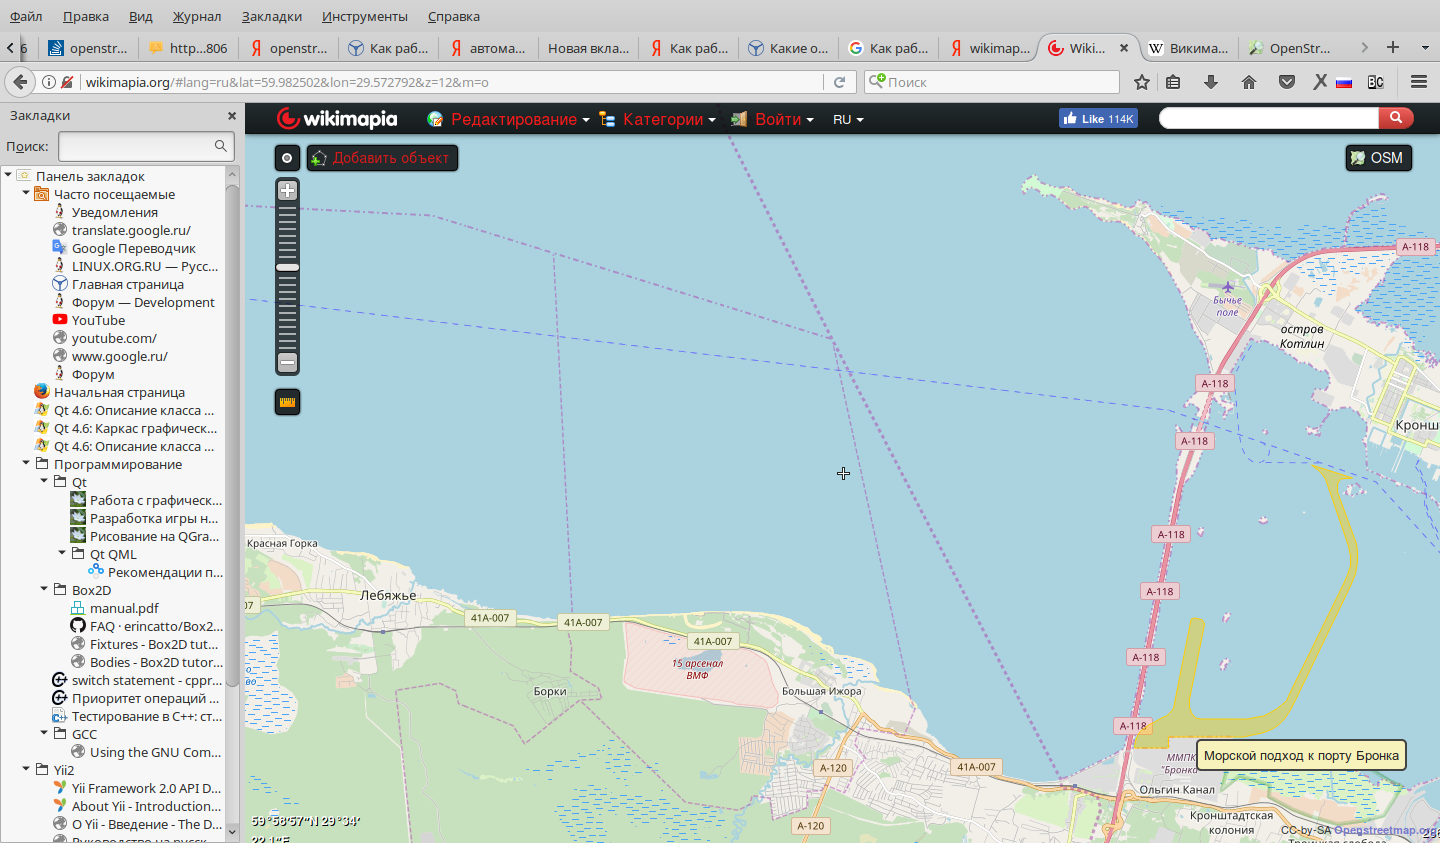 Файл Правка Вид Журнал Закладки Инструменты Справка
6 openstr... http...806 openstr... Как раб... автома... Новая вкла... Как раб... Какие о... Как раб... wikimap... Wiki... Викима... OpenStr...
wikimapia.org/#lang=ru&lat=59.982502&lon=29.572792&z=12&m=o
Поиск
Закладки
Поиск:
Панель закладок
Часто посещаемые
Уведомления
translate.google.ru/
Google Переводчик
LINUX.ORG.RU — Русс...
Главная страница
Форум — Development
YouTube
youtube.com/
www.google.ru/
Форум
Начальная страница
Qt 4.6: Описание класса ...
Qt 4.6: Каркас графическ...
Qt 4.6: Описание класса ...
Программирование
Qt
Работа с графическ...
Разработка игры н...
Рисование на QGra...
Qt QML
Рекомендации п...
Box2D
manual.pdf
FAQ · erincatto/Box2...
Fixtures - Box2D tut...
Bodies - Box2D tutor...
switch statement - cppr...
Приоритет операций ...
Тестирование в C++: ст...
GCC
Using the GNU Com...
Yii2
Yii Framework 2.0 API D...
About Yii - Introduction...
О Yii - Введение - The D...
wikimapia Редактирование Категории Войти RU
Like 114K
Добавить объект
OSM
А-118
Бычье
поле
остров
Котлин
А-118
Кронш
А-118
А-118
Красная Горка
А-118
Лебяжье
07
41А-007
41А-007
41А-007
15 арсенал
ВМФ
А-118
Борки
Большая Ижора
во
А-118
Морской подход к порту Бронка
ММПК
"Бронка"
А-120
41А-007
Ольгин Канал
59°58'57"N 29°34'
22.1"E
А-120
Кронштадтская
колония
CC-by-SA Openstreetmap.org